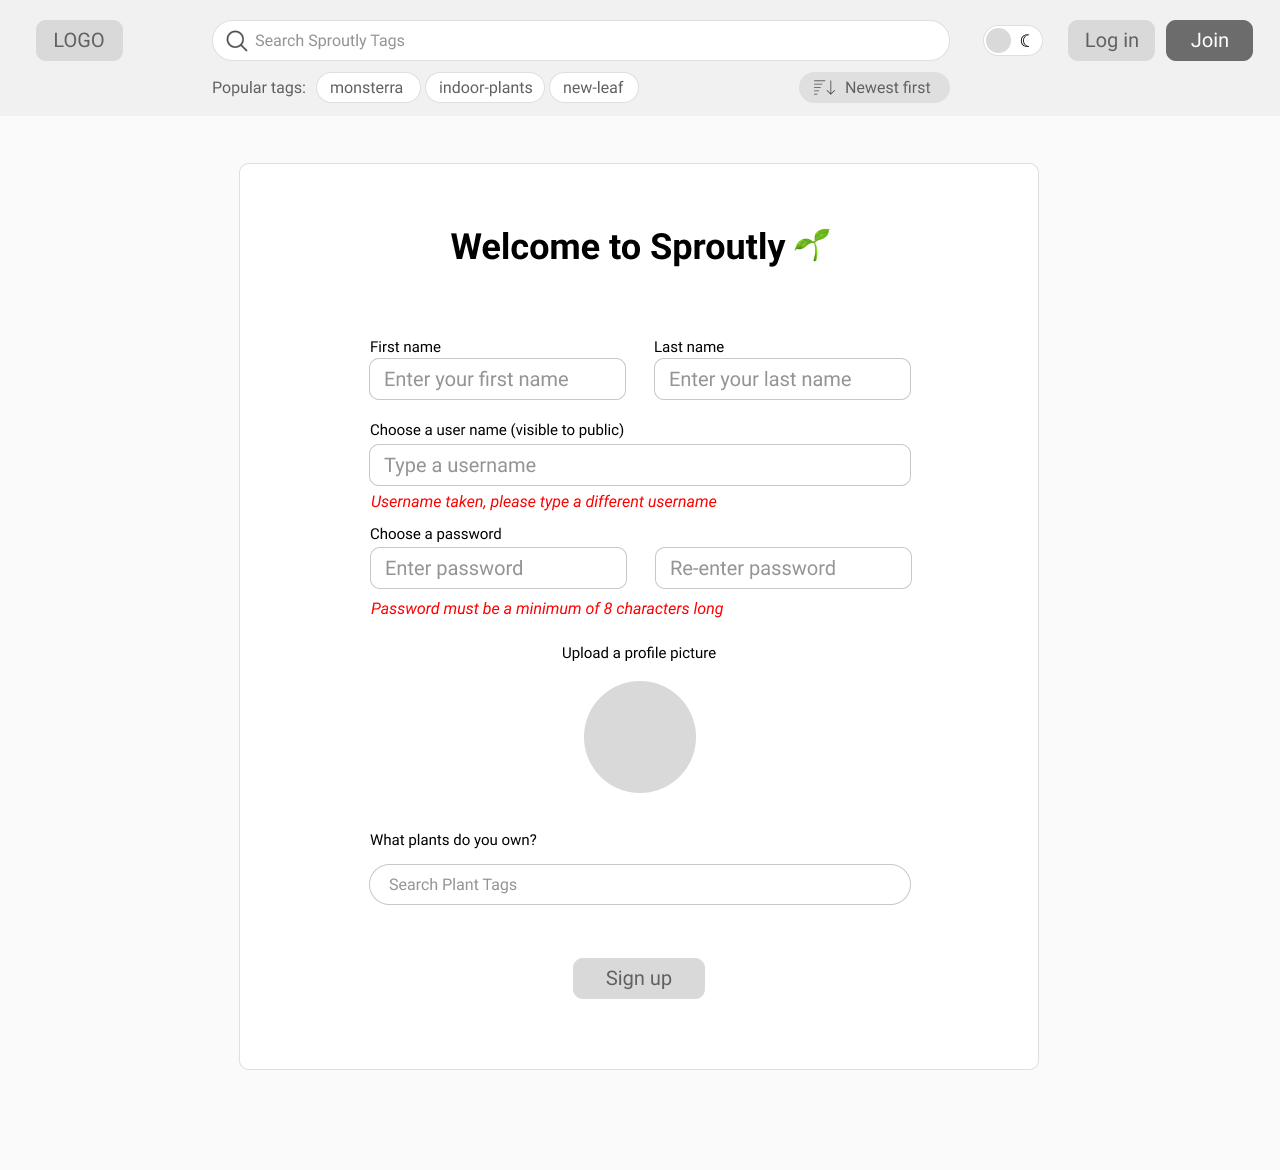 LOGO
Search Sproutly Tags
Log in
Join
Popular tags:
monsterra
indoor-plants
new-leaf
Newest first
Welcome to Sproutly 🌱
First name
Last name
Enter your first name
Enter your last name
Choose a user name (visible to public)
Type a username
Username taken, please type a different username
Choose a password
Enter password
Re-enter password
Password must be a minimum of 8 characters long
Upload a profile picture
What plants do you own?
Search Plant Tags
Sign up